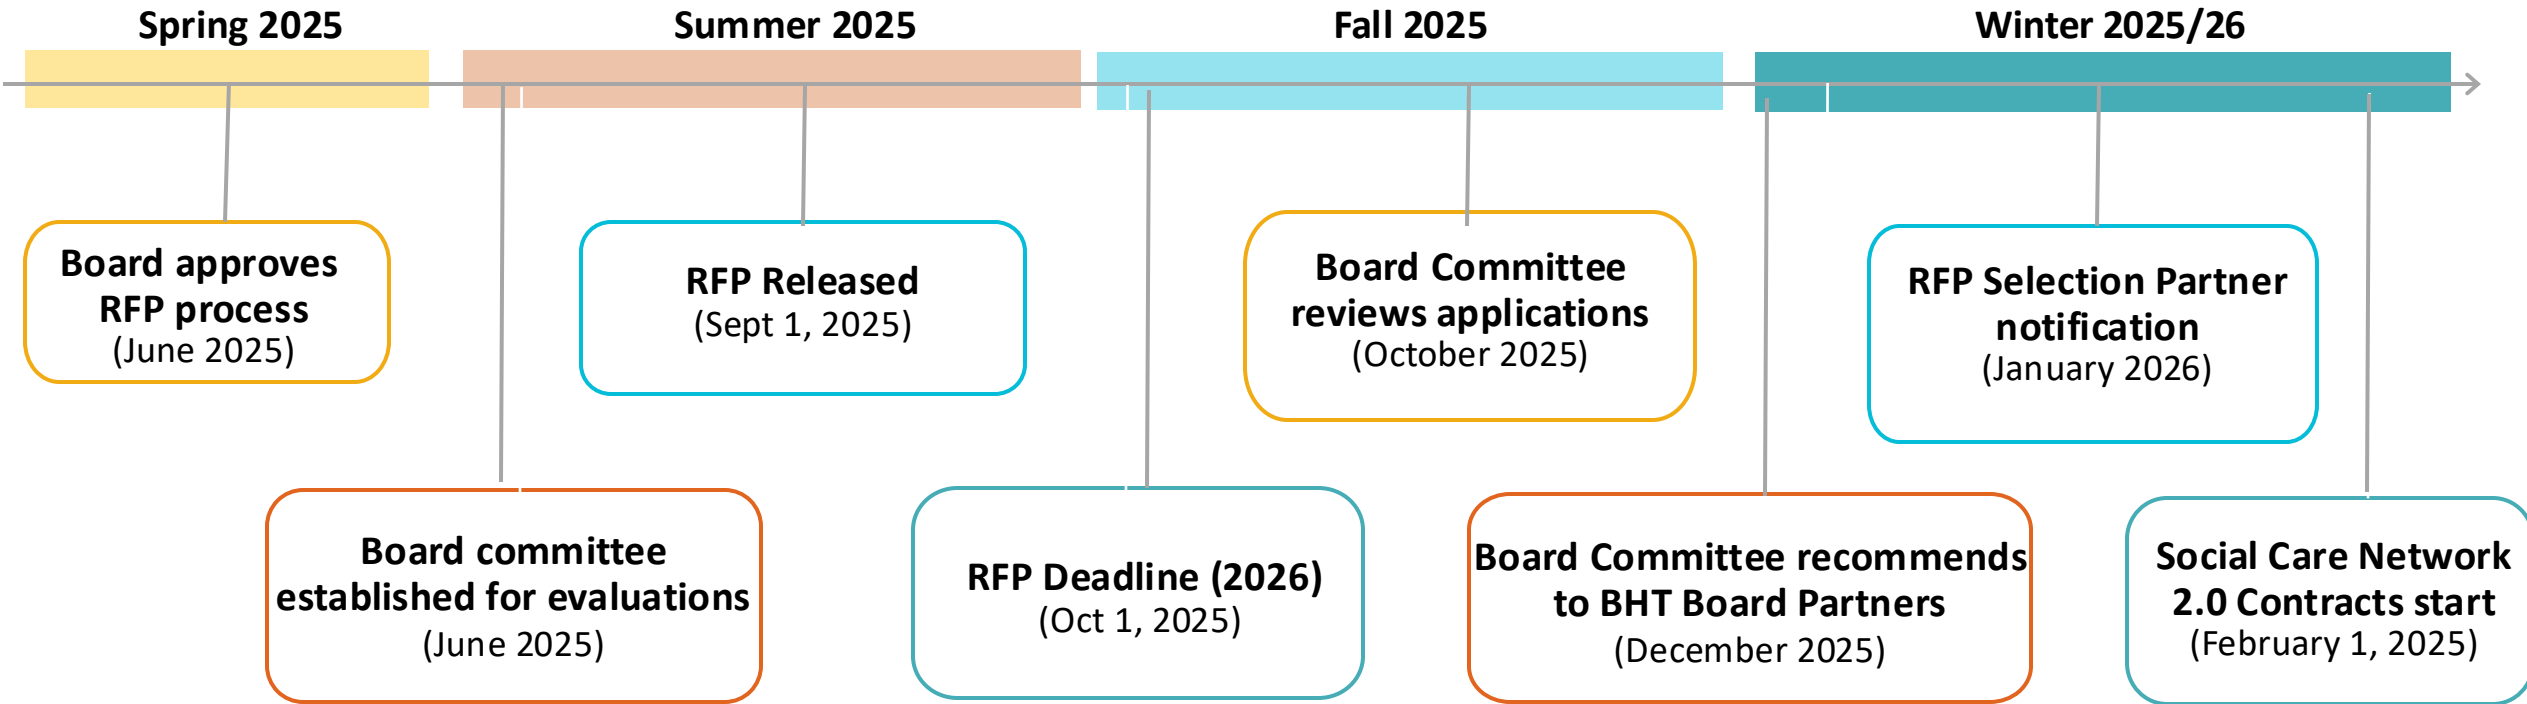 Spring 2025
Summer 2025
Fall 2025
Winter 2025/26
Board approves
RFP process
(June 2025)
Board committee
established for evaluations
(June 2025)
RFP Released
(Sept 1, 2025)
RFP Deadline (2026)
(Oct 1, 2025)
Board Committee
reviews applications
(October 2025)
Board Committee recommends
to BHT Board Partners
(December 2025)
RFP Selection Partner
notification
(January 2026)
Social Care Network
2.0 Contracts start
(February 1, 2025)